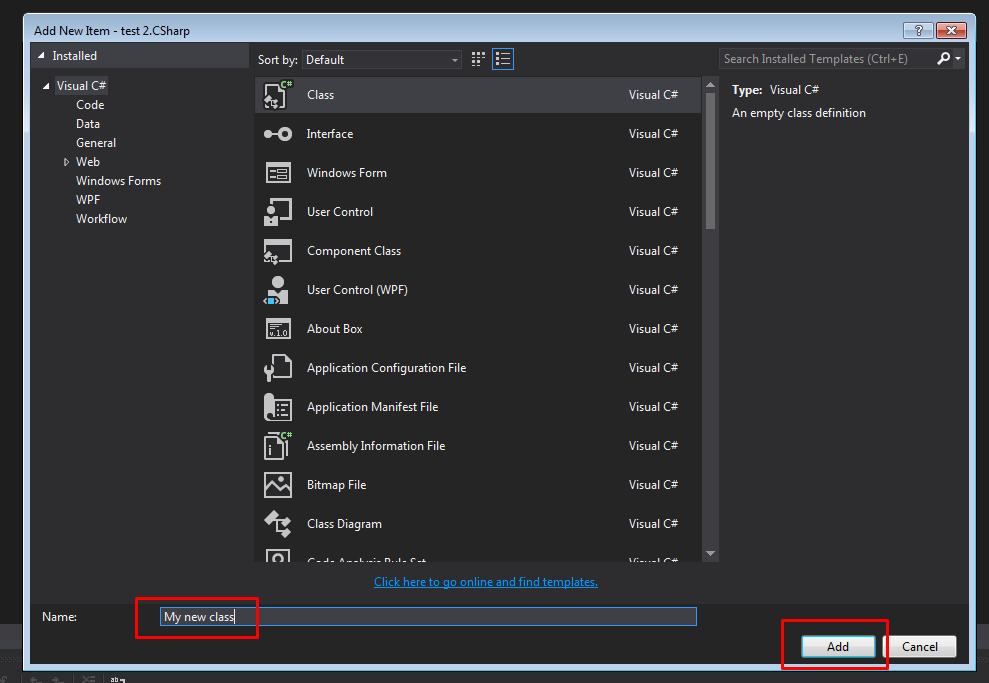 Add New Item - test 2.CSharp
Installed
Sort by: Default
Search Installed Templates (Ctrl+E)
Visual C#
Code
Data
General
Web
Windows Forms
WPF
Workflow
Class Visual C#
Interface Visual C#
Windows Form Visual C#
User Control Visual C#
Component Class Visual C#
User Control (WPF) Visual C#
About Box Visual C#
Application Configuration File Visual C#
Application Manifest File Visual C#
Assembly Information File Visual C#
Bitmap File Visual C#
Class Diagram Visual C#
Code Analysis Rule Set Visual C#
Type: Visual C#
An empty class definition
Click here to go online and find templates.
Name: My new class
Add Cancel